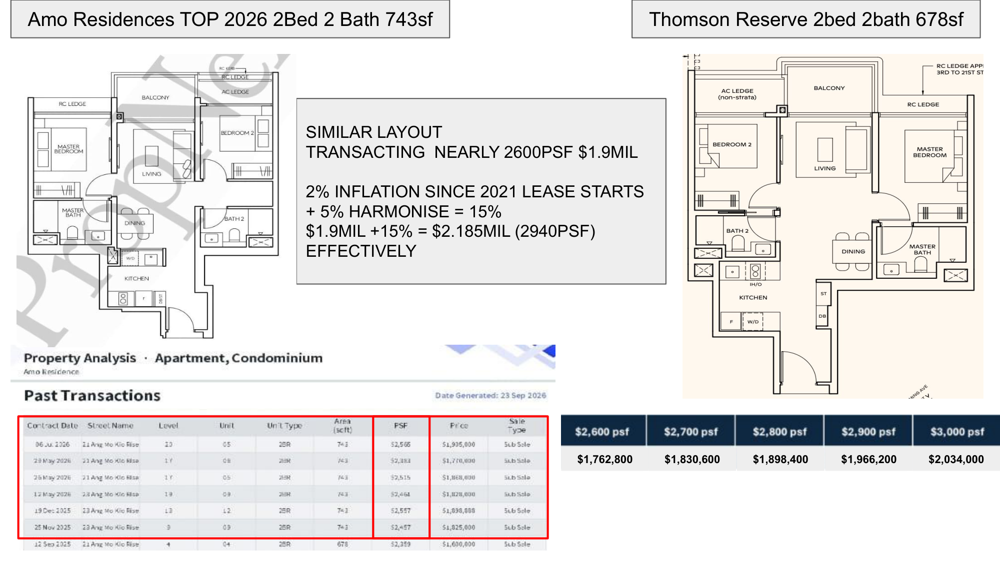 Amo Residences TOP 2026 2Bed 2 Bath 743sf
Thomson Reserve 2bed 2bath 678sf
PropNe
RC KERB
RC LEDGE
AC LEDGE
BALCONY
RC LEDGE
BEDROOM 2
MASTER
BEDROOM
LIVING
MASTER
BATH
DINING
BATH 2
W/D
KITCHEN
F
DB/ST
SIMILAR LAYOUT
TRANSACTING NEARLY 2600PSF $1.9MIL
2% INFLATION SINCE 2021 LEASE STARTS
+ 5% HARMONISE = 15%
$1.9MIL +15% = $2.185MIL (2940PSF)
EFFECTIVELY
RC LEDGE APP
3RD TO 21ST ST
AC LEDGE
(non-strata)
BALCONY
RC LEDGE
BEDROOM 2
MASTER
BEDROOM
LIVING
BATH 2
DINING
MASTER
BATH
IH/O
KITCHEN
ST
DB
F
W/D
MING AVE
Property Analysis · Apartment, Condominium
Amo Residence
Past Transactions
Date Generated: 23 Sep 2026
Contract Date Street Name Level Unit Unit Type Area (scft) PSF Price Sale Type
06 Jul 2026 21 Ang Mo Kio Rise 20 05 2BR 743 $2,565 $1,905,000 Sub Sale
29 May 2026 21 Ang Mo Kio Rise 17 06 2BR 743 $2,383 $1,770,000 Sub Sale
26 May 2026 21 Ang Mo Kio Rise 17 05 2BR 743 $2,515 $1,868,000 Sub Sale
12 May 2026 23 Ang Mo Kio Rise 19 09 2BR 743 $2,461 $1,828,000 Sub Sale
19 Dec 2025 23 Ang Mo Kio Rise 13 12 2BR 743 $2,557 $1,898,888 Sub Sale
25 Nov 2025 23 Ang Mo Kio Rise 9 09 2BR 743 $2,457 $1,825,000 Sub Sale
12 Sep 2025 21 Ang Mo Kio Rise 4 04 2BR 678 $2,359 $1,600,000 Sub Sale
$2,600 psf $2,700 psf $2,800 psf $2,900 psf $3,000 psf
$1,762,800 $1,830,600 $1,898,400 $1,966,200 $2,034,000